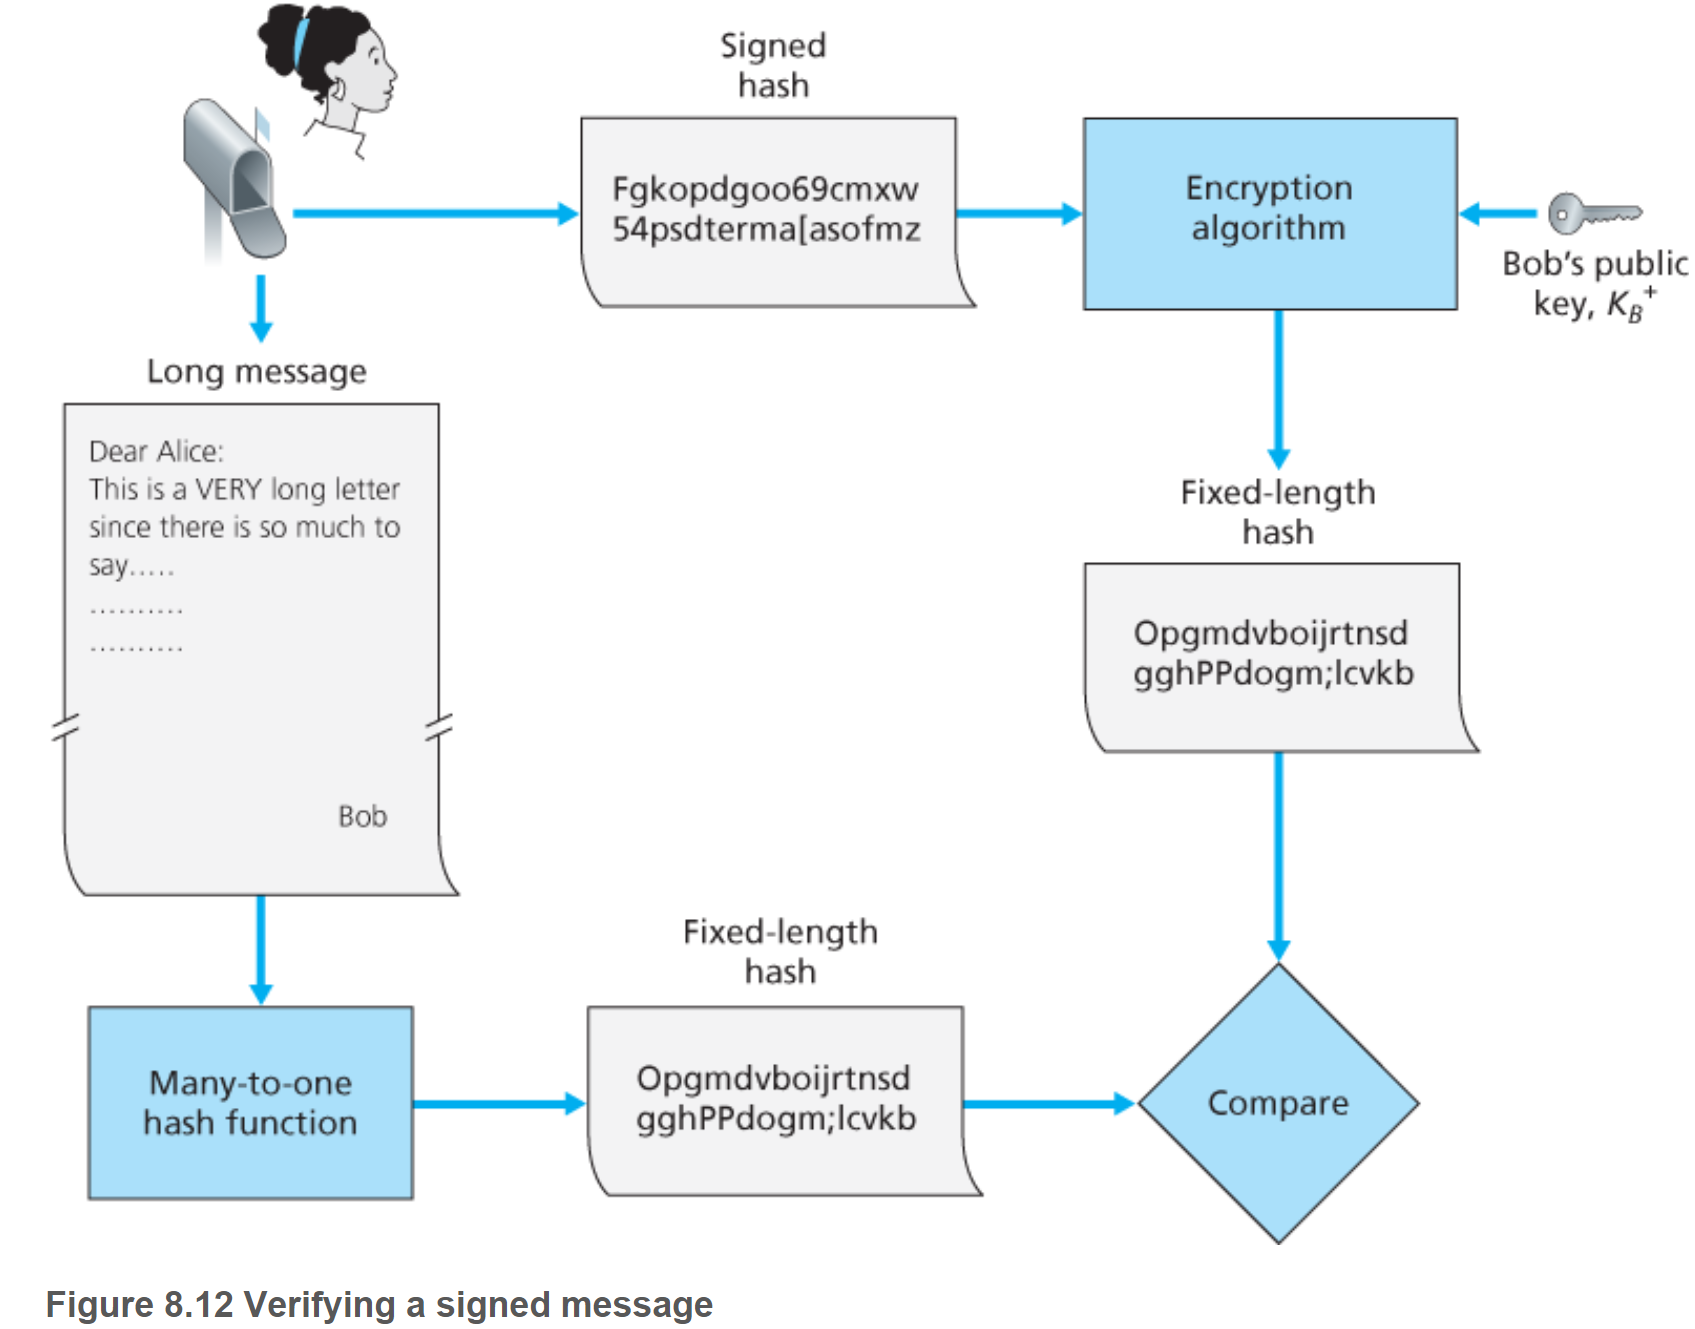 Signed
hash
Fgkopdgoo69cmxw
54psdterma[asofmz
Encryption
algorithm
Bob's public
key, K_B^+
Long message
Dear Alice:
This is a VERY long letter
since there is so much to
say.....
..........
..........
Bob
Fixed-length
hash
Opgmdvboijrtnsd
gghPPdogm;lcvkb
Many-to-one
hash function
Fixed-length
hash
Opgmdvboijrtnsd
gghPPdogm;lcvkb
Compare
Figure 8.12 Verifying a signed message